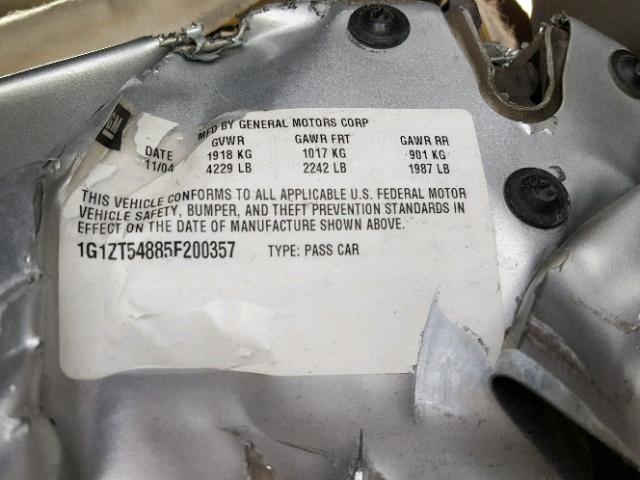 GM
MFD BY GENERAL MOTORS CORP
DATE GVWR GAWR FRT GAWR RR
11/04 1918 KG 1017 KG 901 KG
4229 LB 2242 LB 1987 LB
THIS VEHICLE CONFORMS TO ALL APPLICABLE U.S. FEDERAL MOTOR
VEHICLE SAFETY, BUMPER, AND THEFT PREVENTION STANDARDS IN
EFFECT ON THE DATE OF MANUFACTURE SHOWN ABOVE.
1G1ZT54885F200357 TYPE: PASS CAR